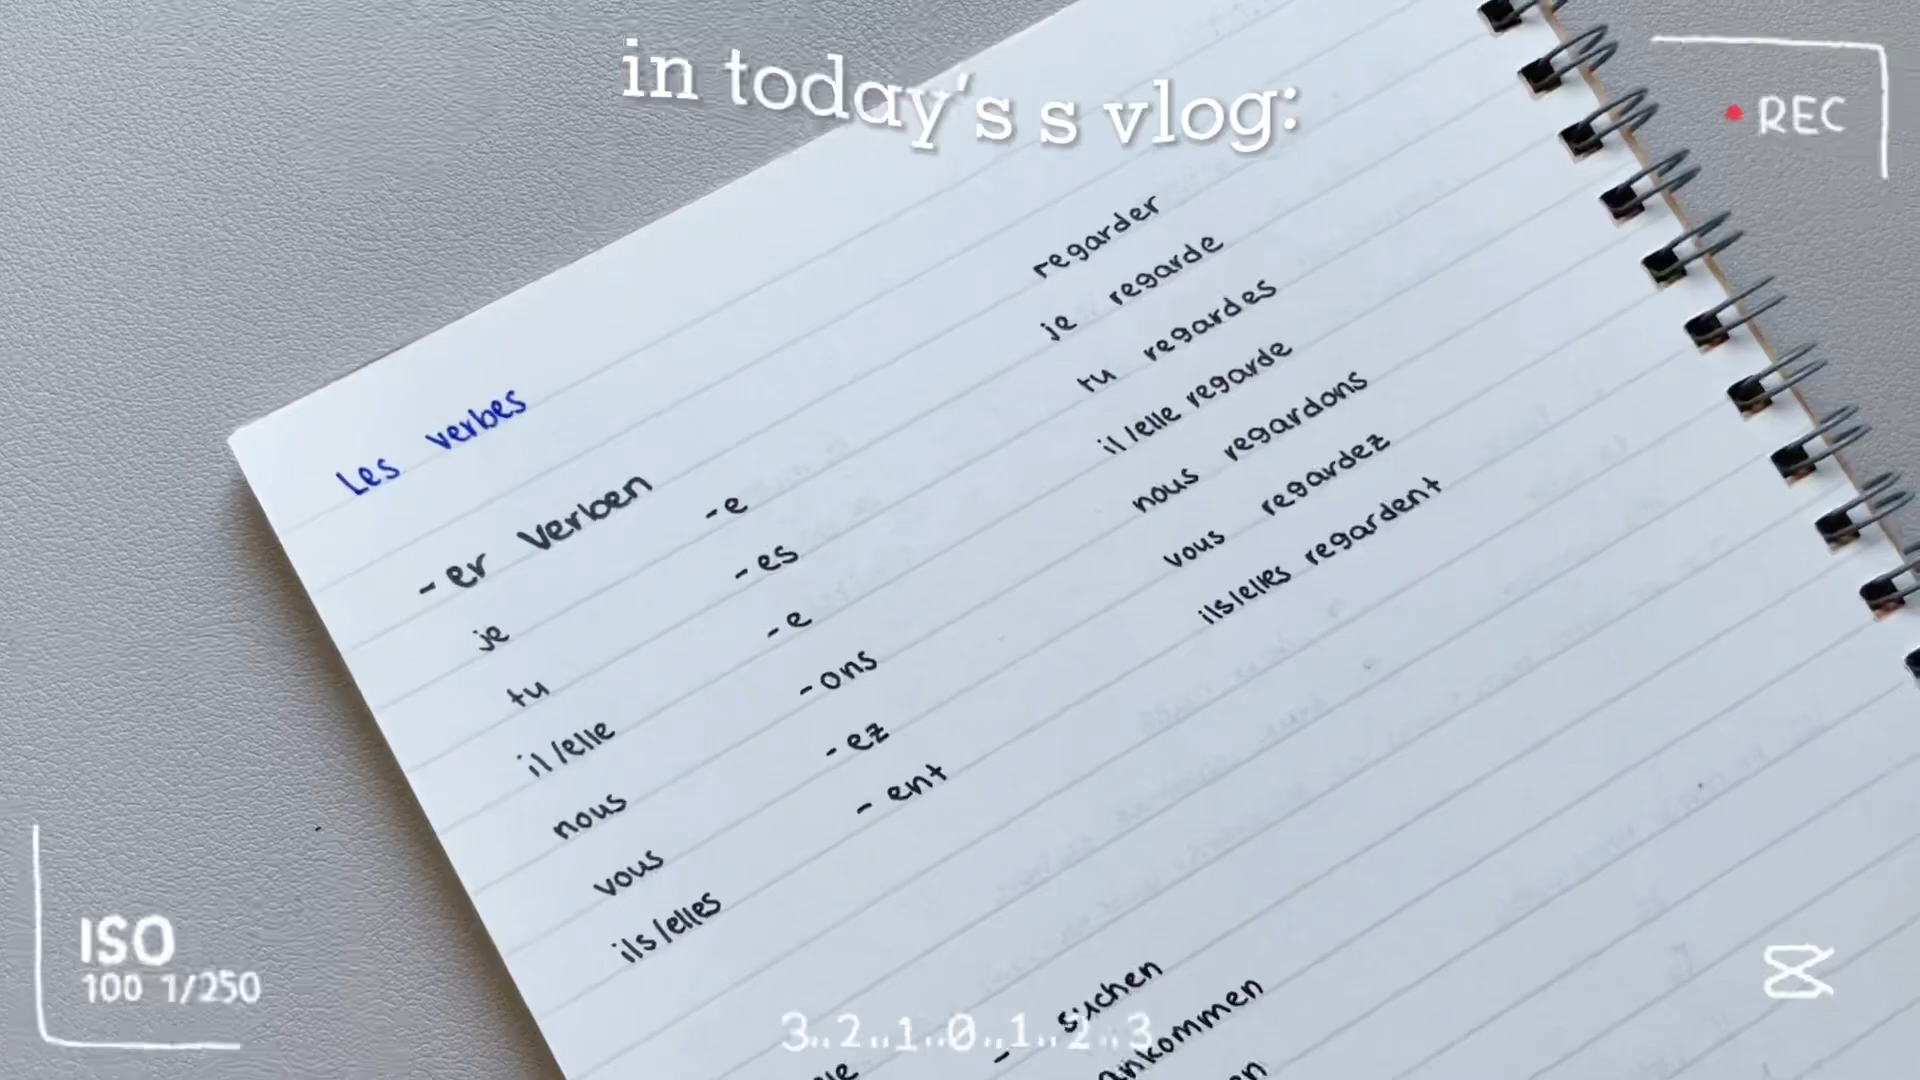 in today's s vlog:
REC
Les verbes
-er Verben
je -e
tu -es
il/elle -e
nous -ons
vous -ez
ils/elles -ent
regarder
je regarde
tu regardes
il/elle regarde
nous regardons
vous regardez
ils/elles regardent
- suchen
ankommen
ISO
100 1/250
3..2..1..0..1..2..3